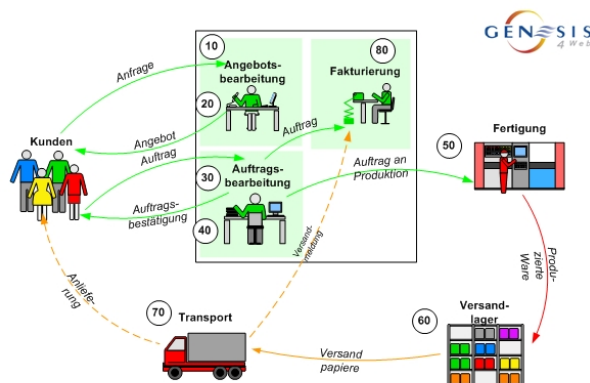 GENESIS
4 Web
10
80
Angebots-
bearbeitung
Fakturierung
Anfrage
20
Kunden
Angebot
Auftrag
Auftrag
Fertigung
50
30
Auftrags-
bearbeitung
Auftrag an
Produktion
Auftrags-
bestätigung
40
Versand-
meldung
Produ-
zierte
Ware
Anliefe-
rung
70
Transport
Versand-
lager
60
Versand
papiere